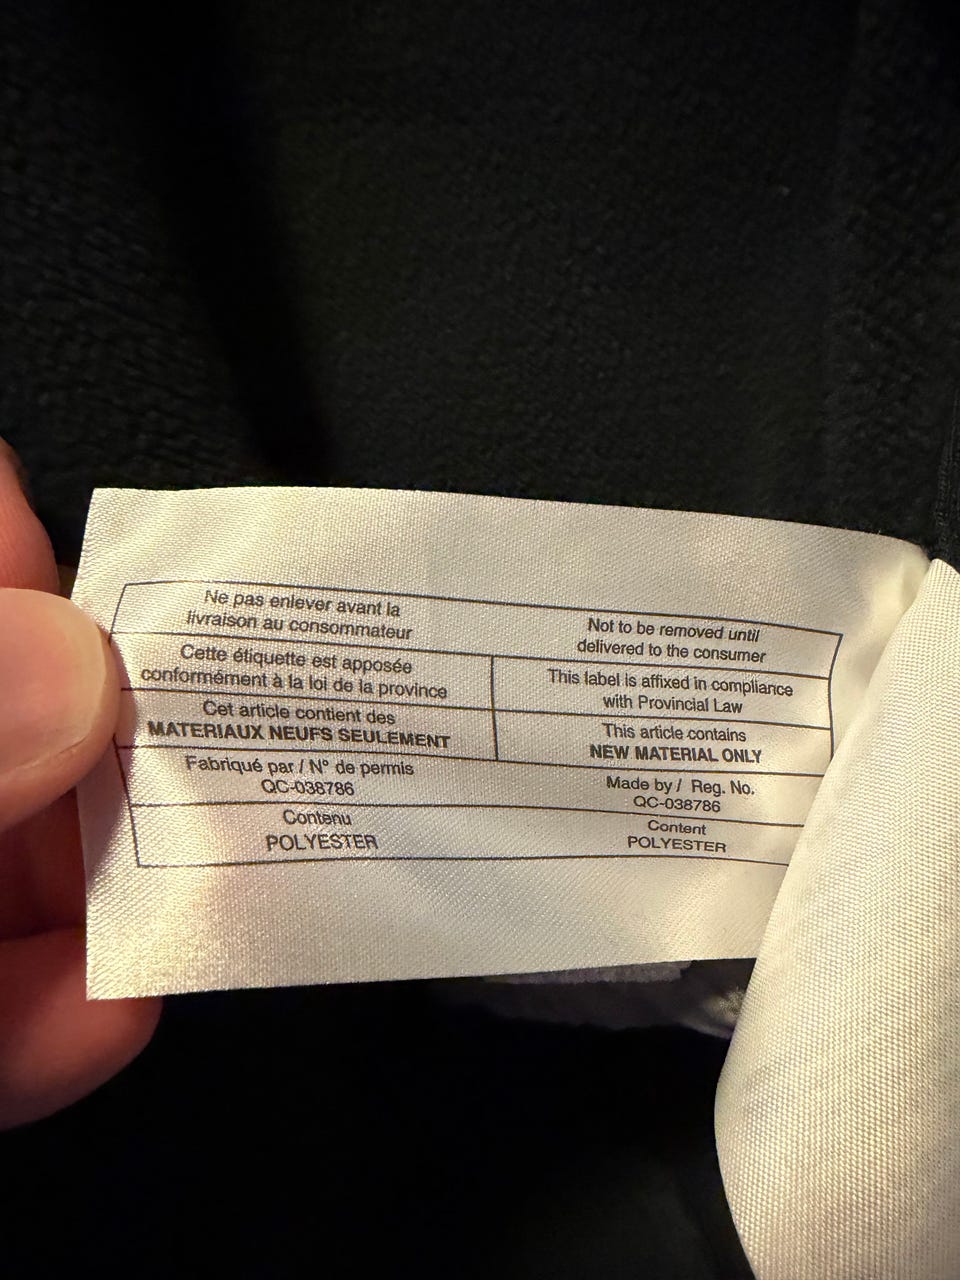 Ne pas enlever avant la
livraison au consommateur
Not to be removed until
delivered to the consumer
Cette étiquette est apposée
conformément à la loi de la province
This label is affixed in compliance
with Provincial Law
Cet article contient des
MATERIAUX NEUFS SEULEMENT
This article contains
NEW MATERIAL ONLY
Fabriqué par / N° de permis
QC-038786
Made by / Reg. No.
QC-038786
Contenu
POLYESTER
Content
POLYESTER